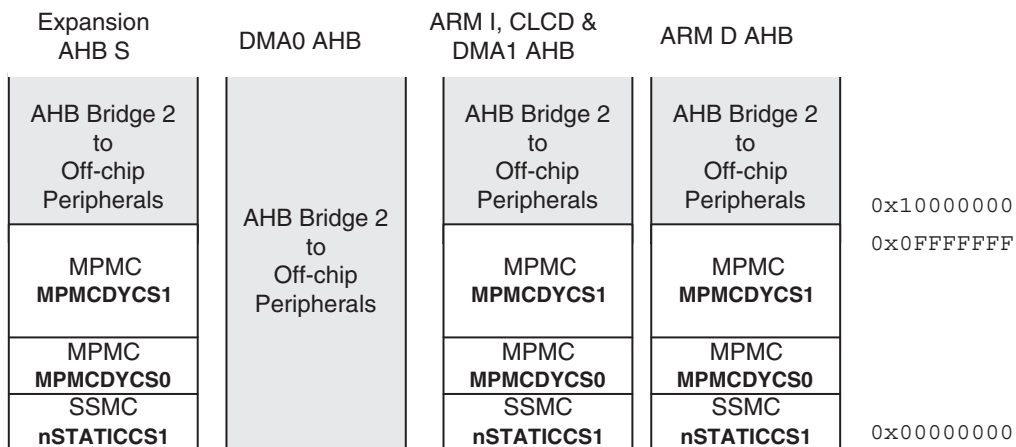 Expansion
AHB S
DMA0 AHB
ARM I, CLCD &
DMA1 AHB
ARM D AHB
AHB Bridge 2
to
Off-chip
Peripherals
MPMC
MPMCDYCS1
MPMC
MPMCDYCS0
SSMC
nSTATICCS1
AHB Bridge 2
to
Off-chip
Peripherals
AHB Bridge 2
to
Off-chip
Peripherals
MPMC
MPMCDYCS1
MPMC
MPMCDYCS0
SSMC
nSTATICCS1
AHB Bridge 2
to
Off-chip
Peripherals
MPMC
MPMCDYCS1
MPMC
MPMCDYCS0
SSMC
nSTATICCS1
0x10000000
0x0FFFFFFF
0x00000000